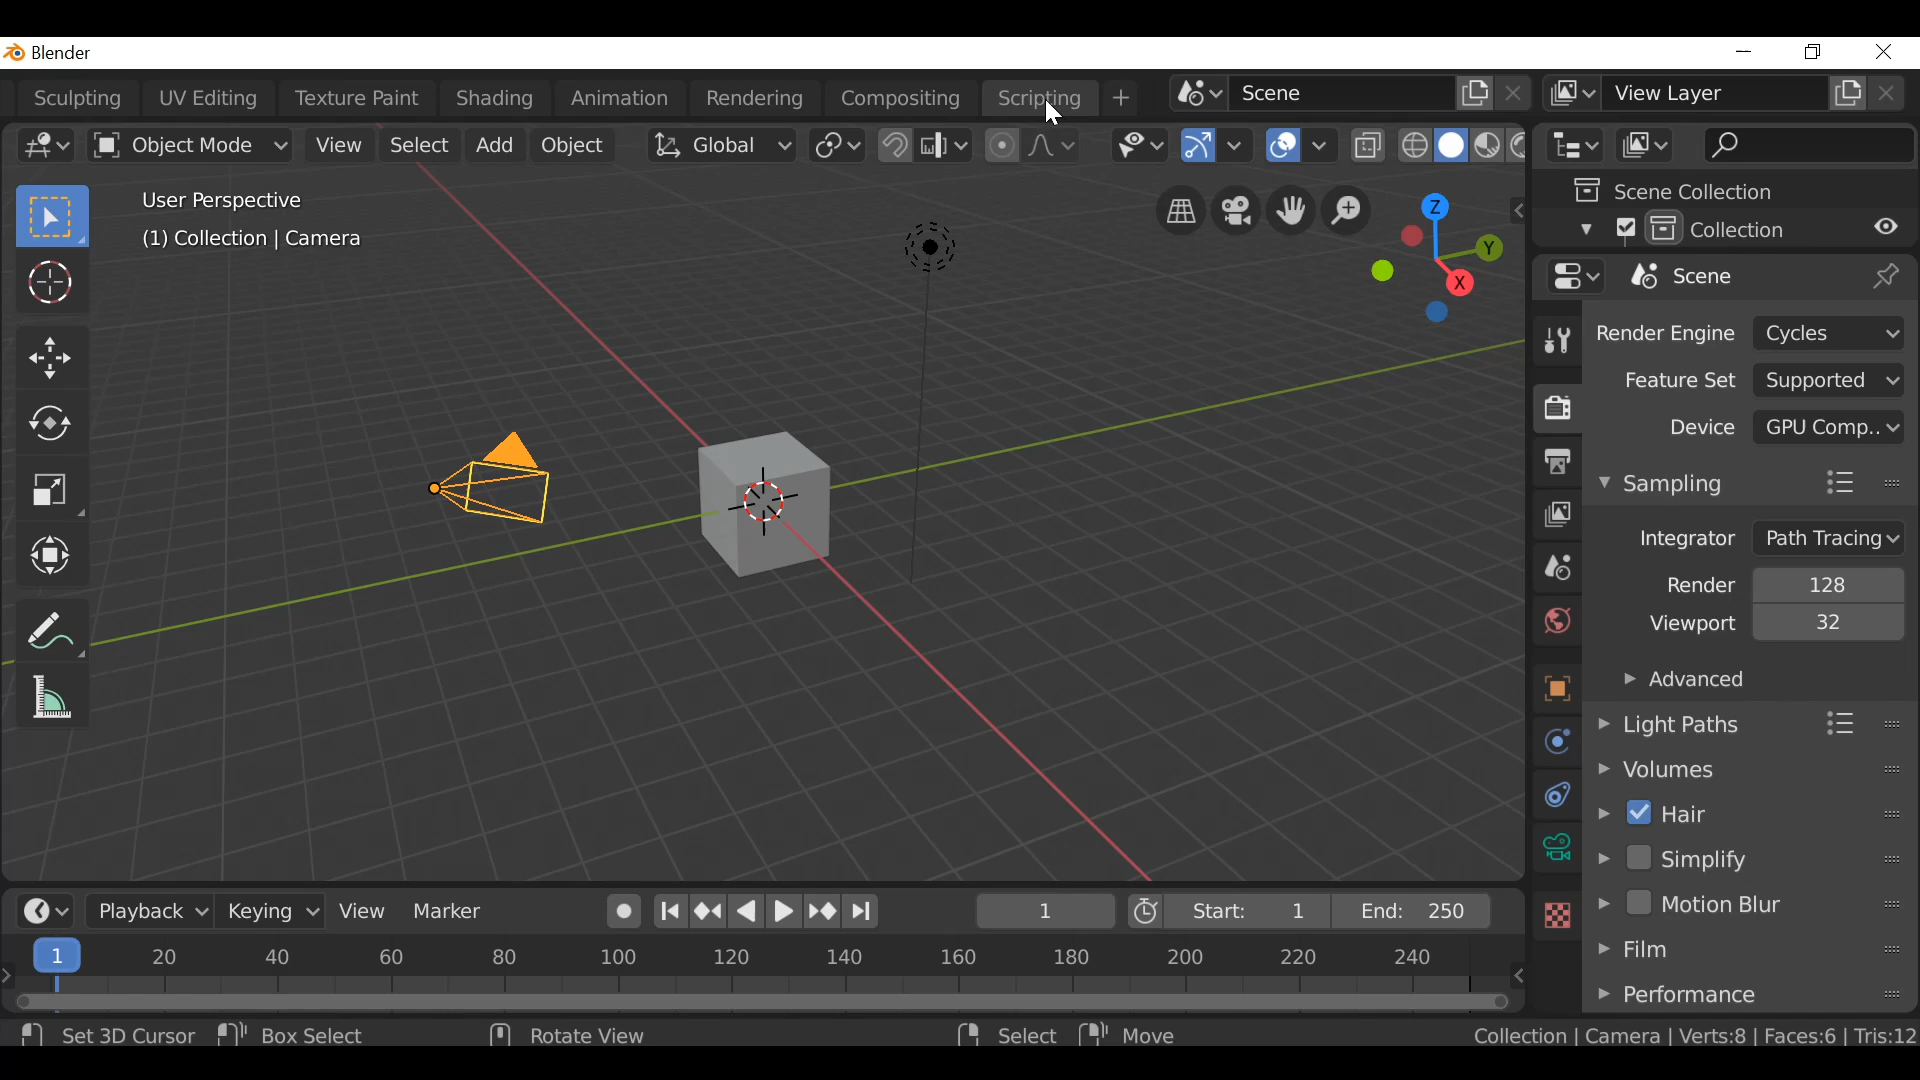 Blender
Sculpting UV Editing Texture Paint Shading Animation Rendering Compositing Scripting + Scene View Layer
Object Mode View Select Add Object Global
User Perspective
(1) Collection | Camera
Z
Y
X
Scene Collection
Collection
Scene
Render Engine Cycles
Feature Set Supported
Device GPU Comp..
Sampling
Integrator Path Tracing
Render 128
Viewport 32
Advanced
Light Paths
Volumes
Hair
Simplify
Motion Blur
Film
Performance
Playback Keying View Marker 1 Start: 1 End: 250
1 20 40 60 80 100 120 140 160 180 200 220 240
Set 3D Cursor Box Select Rotate View Select Move Collection | Camera | Verts:8 | Faces:6 | Tris:12